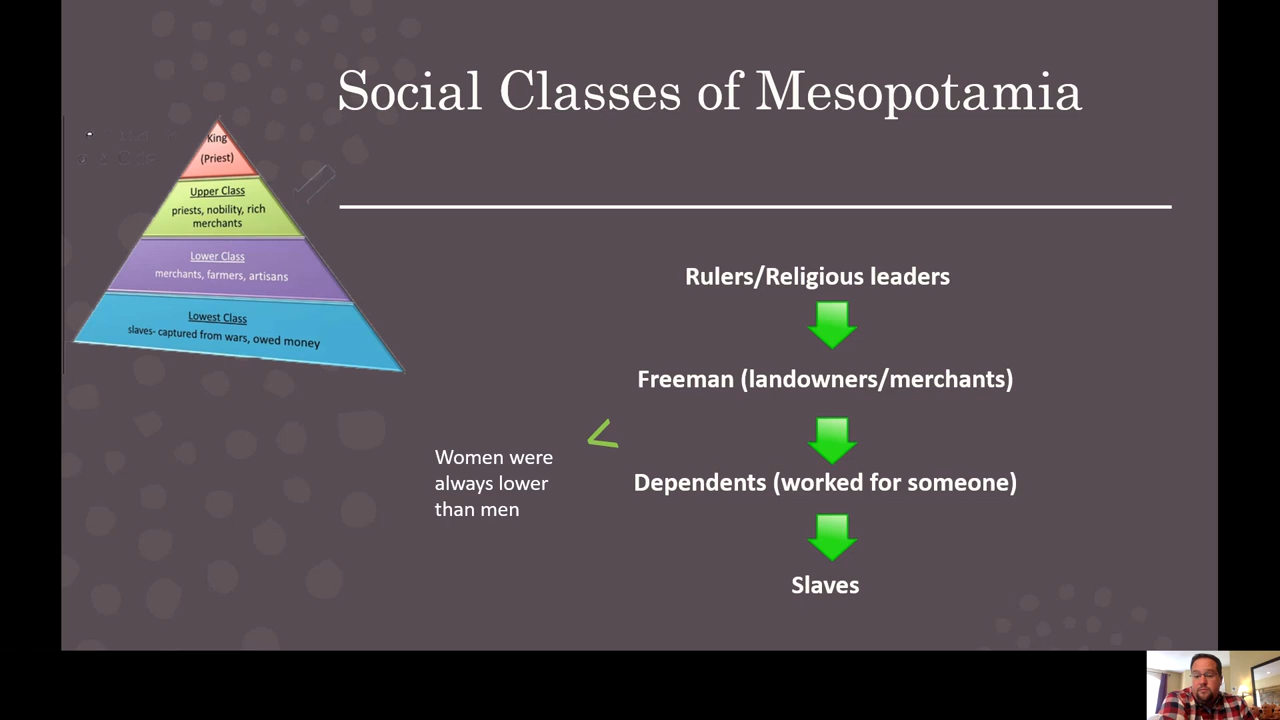 Social Classes of Mesopotamia
King
(Priest)
Upper Class
priests, nobility, rich
merchants
Lower Class
merchants, farmers, artisans
Lowest Class
slaves- captured from wars, owed money
Rulers/Religious leaders
Freeman (landowners/merchants)
Women were
always lower
than men
<
Dependents (worked for someone)
Slaves